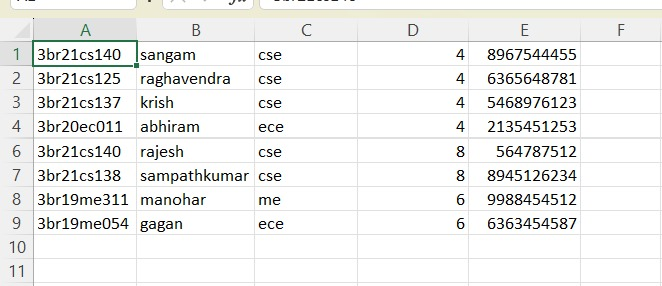 A B C D E F
1 3br21cs140 sangam cse 4 8967544455
2 3br21cs125 raghavendra cse 4 6365648781
3 3br21cs137 krish cse 4 5468976123
4 3br20ec011 abhiram ece 4 2135451253
6 3br21cs140 rajesh cse 8 564787512
7 3br21cs138 sampathkumar cse 8 8945126234
8 3br19me311 manohar me 6 9988454512
9 3br19me054 gagan ece 6 6363454587
10
11